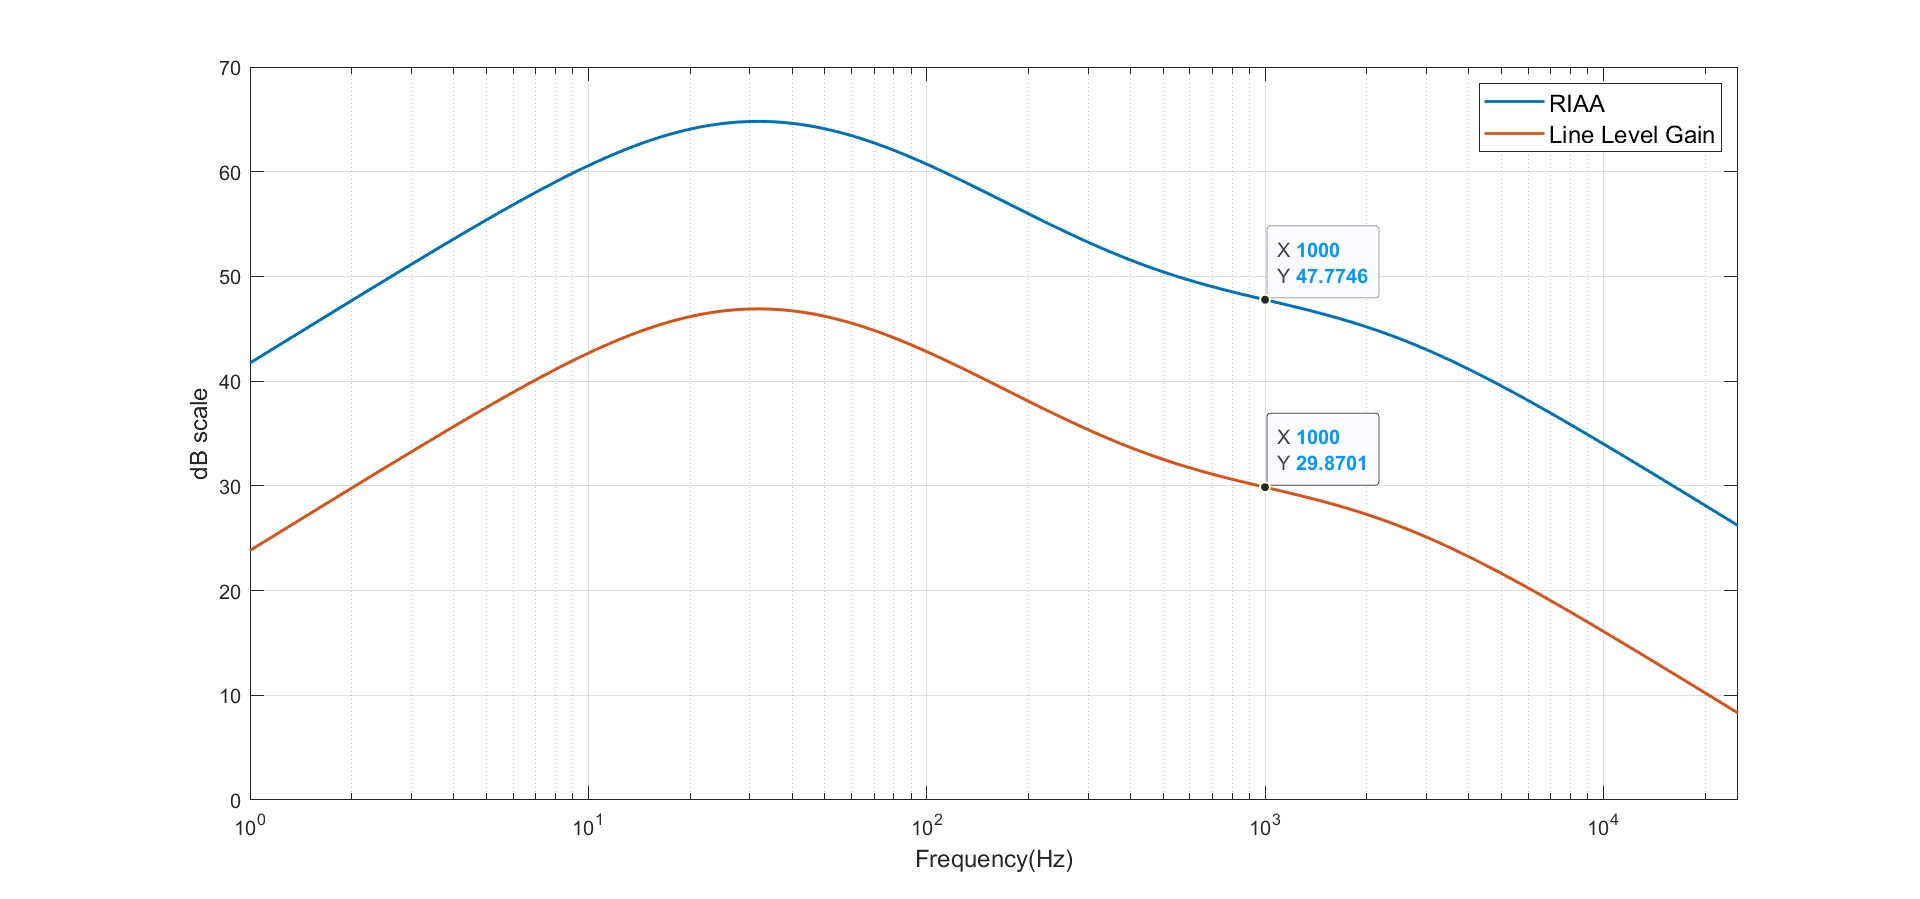 70
60
50
40
30
20
10
0
dB scale
RIAA
Line Level Gain
X 1000
Y 47.7746
X 1000
Y 29.8701
10^0
10^1
10^2
10^3
10^4
Frequency(Hz)